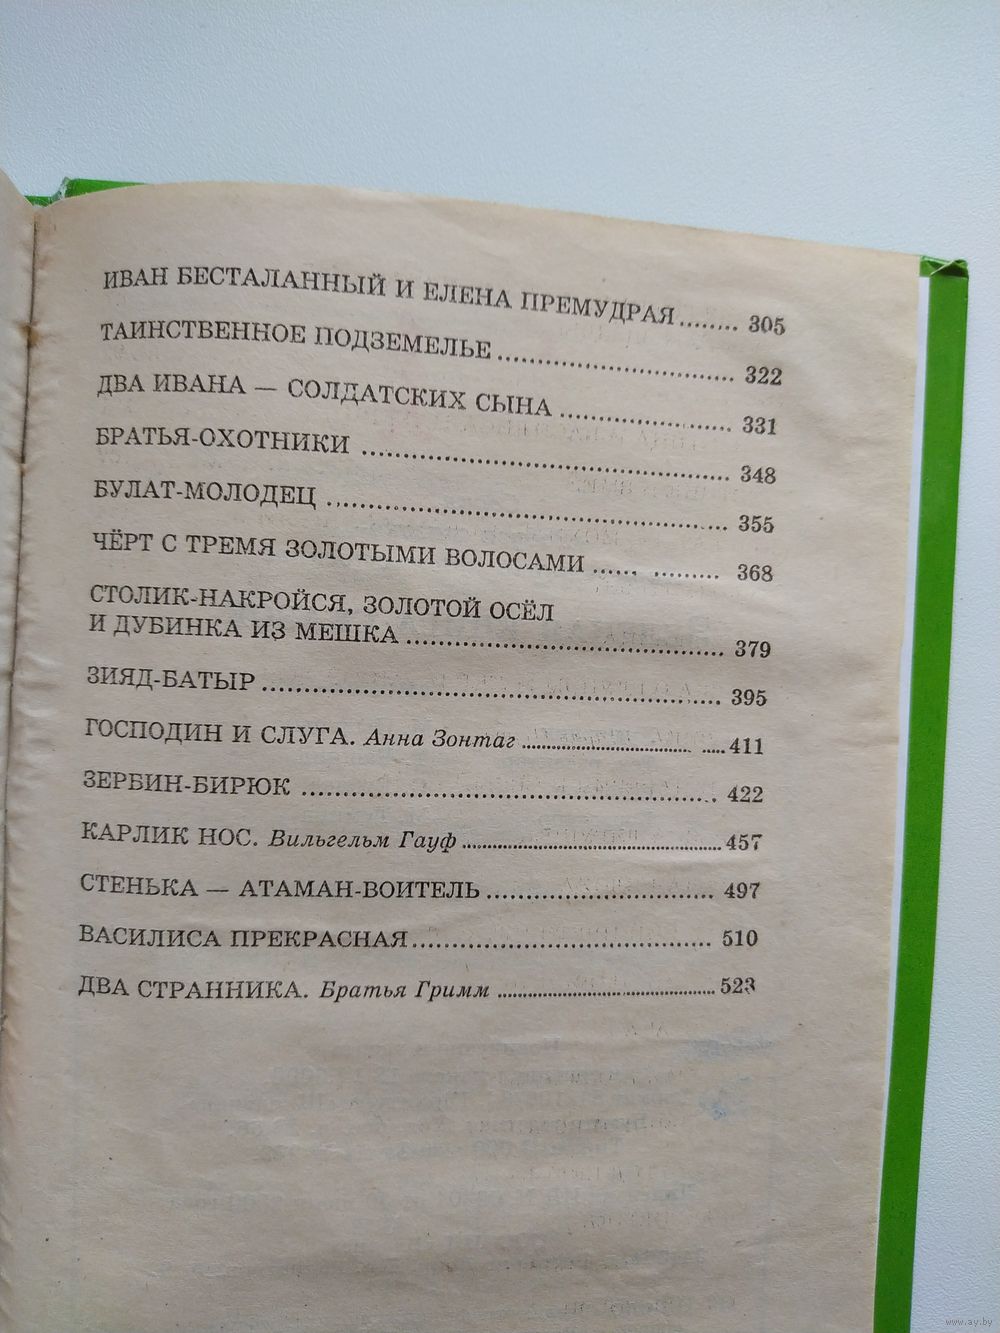 ИВАН БЕСТАЛАННЫЙ И ЕЛЕНА ПРЕМУДРАЯ........ 305
ТАИНСТВЕННОЕ ПОДЗЕМЕЛЬЕ ........................ 322
ДВА ИВАНА — СОЛДАТСКИХ СЫНА .................. 331
БРАТЬЯ-ОХОТНИКИ ...................................... 348
БУЛАТ-МОЛОДЕЦ ......................................... 355
ЧЁРТ С ТРЕМЯ ЗОЛОТЫМИ ВОЛОСАМИ ...... ......... 368
СТОЛИК-НАКРОЙСЯ, ЗОЛОТОЙ ОСЁЛ
И ДУБИНКА ИЗ МЕШКА ................................ 379
ЗИЯД-БАТЫР ............................................... 395
ГОСПОДИН И СЛУГА. Анна Зонтаг ........................ 411
ЗЕРБИН-БИРЮК .......................................... 422
КАРЛИК НОС. Вильгельм Гауф ........................... 457
СТЕНЬКА — АТАМАН-ВОИТЕЛЬ ........................ 497
ВАСИЛИСА ПРЕКРАСНАЯ ................................ 510
ДВА СТРАННИКА. Братья Гримм ........................ 523
www.ay.by